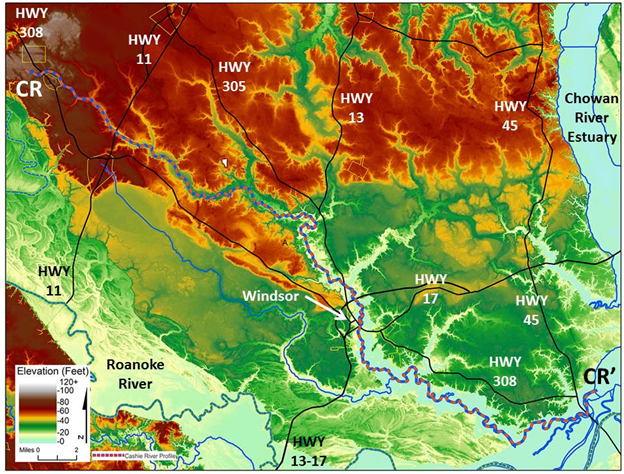 HWY
308
HWY
11
HWY
305
CR
HWY
13
HWY
45
Chowan
River
Estuary
HWY
11
Windsor
HWY
17
HWY
45
HWY
308
CR'
Roanoke
River
Elevation (Feet)
120+
-100
-80
-60
-40
-20
-0
Miles 0 2
N
Cashie River Profile
HWY
13-17